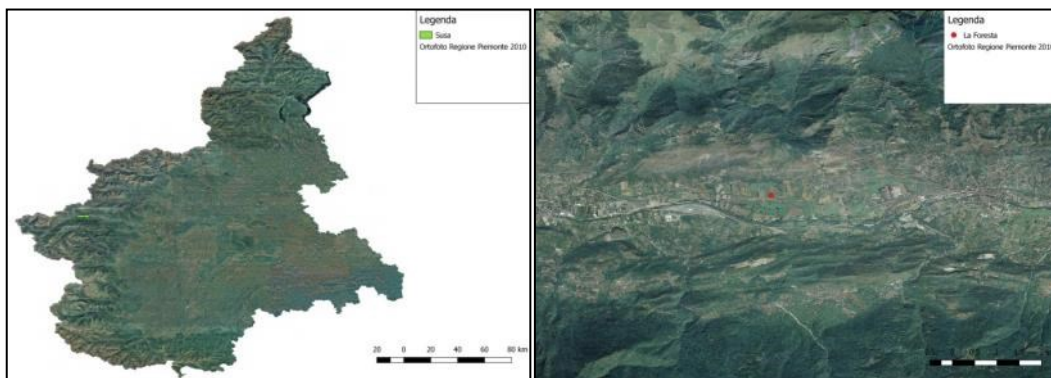 Legenda
Susa
Ortofoto Regione Piemonte 2010
20 0 20 40 60 80 km
Legenda
La Foresta
Ortofoto Regione Piemonte 2010